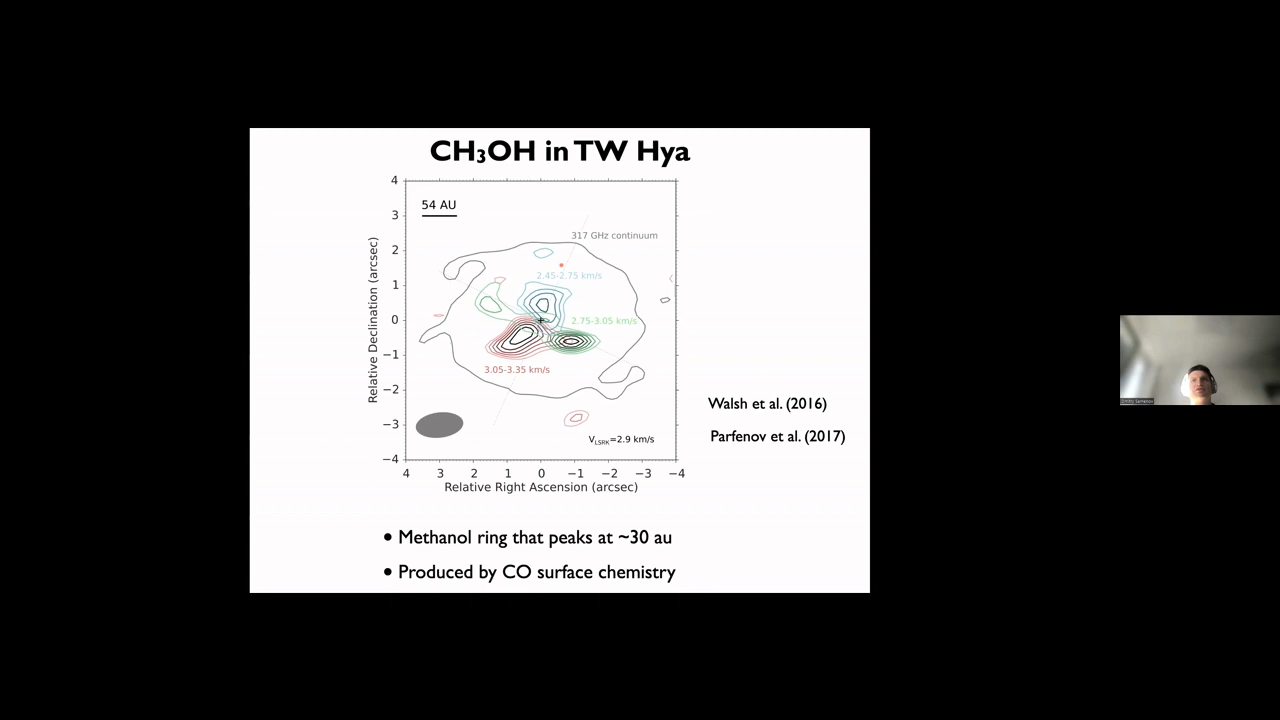 CH₃OH in TW Hya
4
54 AU
3
317 GHz continuum
2
2.45-2.75 km/s
1
2.75-3.05 km/s
0
−1
3.05-3.35 km/s
−2
−3
V_LSRK=2.9 km/s
−4
Relative Declination (arcsec)
4 3 2 1 0 −1 −2 −3 −4
Relative Right Ascension (arcsec)
Walsh et al. (2016)
Parfenov et al. (2017)
• Methanol ring that peaks at ~30 au
• Produced by CO surface chemistry
Dmitry Semenov